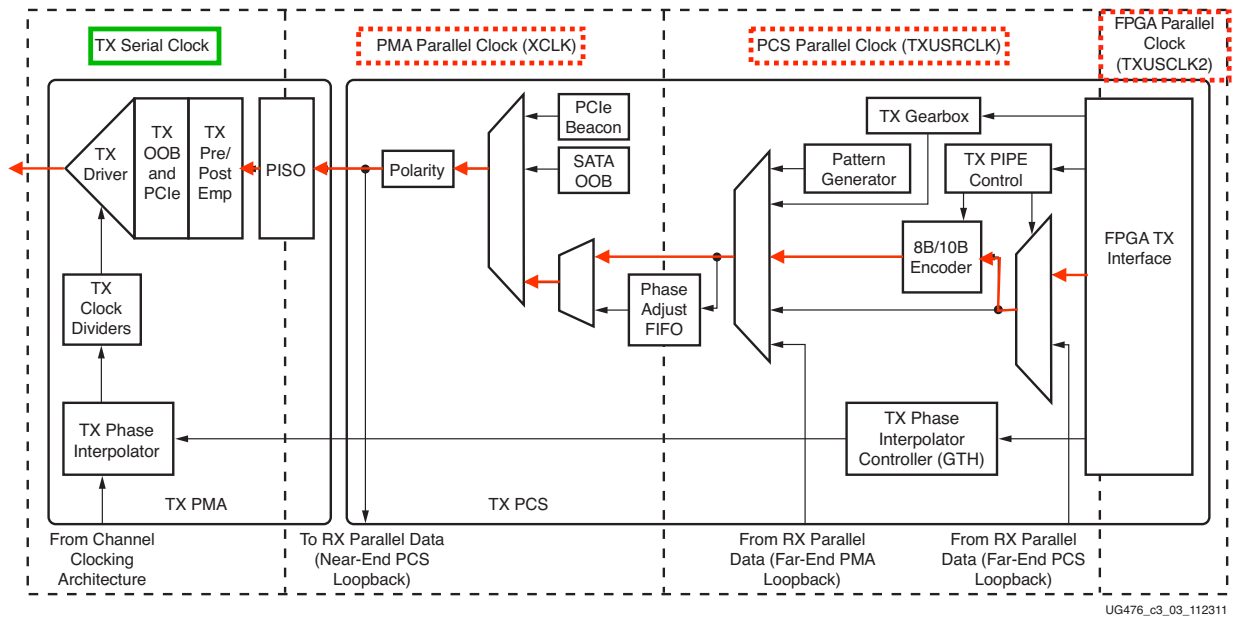 TX Serial Clock
PMA Parallel Clock (XCLK)
PCS Parallel Clock (TXUSRCLK)
FPGA Parallel
Clock
(TXUSCLK2)
TX
Driver
TX
OOB
and
PCIe
TX
Pre/
Post
Emp
PISO
Polarity
PCIe
Beacon
SATA
OOB
TX Gearbox
Pattern
Generator
TX PIPE
Control
8B/10B
Encoder
FPGA TX
Interface
Phase
Adjust
FIFO
TX
Clock
Dividers
TX Phase
Interpolator
TX Phase
Interpolator
Controller (GTH)
TX PMA
TX PCS
From Channel
Clocking
Architecture
To RX Parallel Data
(Near-End PCS
Loopback)
From RX Parallel
Data (Far-End PMA
Loopback)
From RX Parallel
Data (Far-End PCS
Loopback)
UG476_c3_03_112311